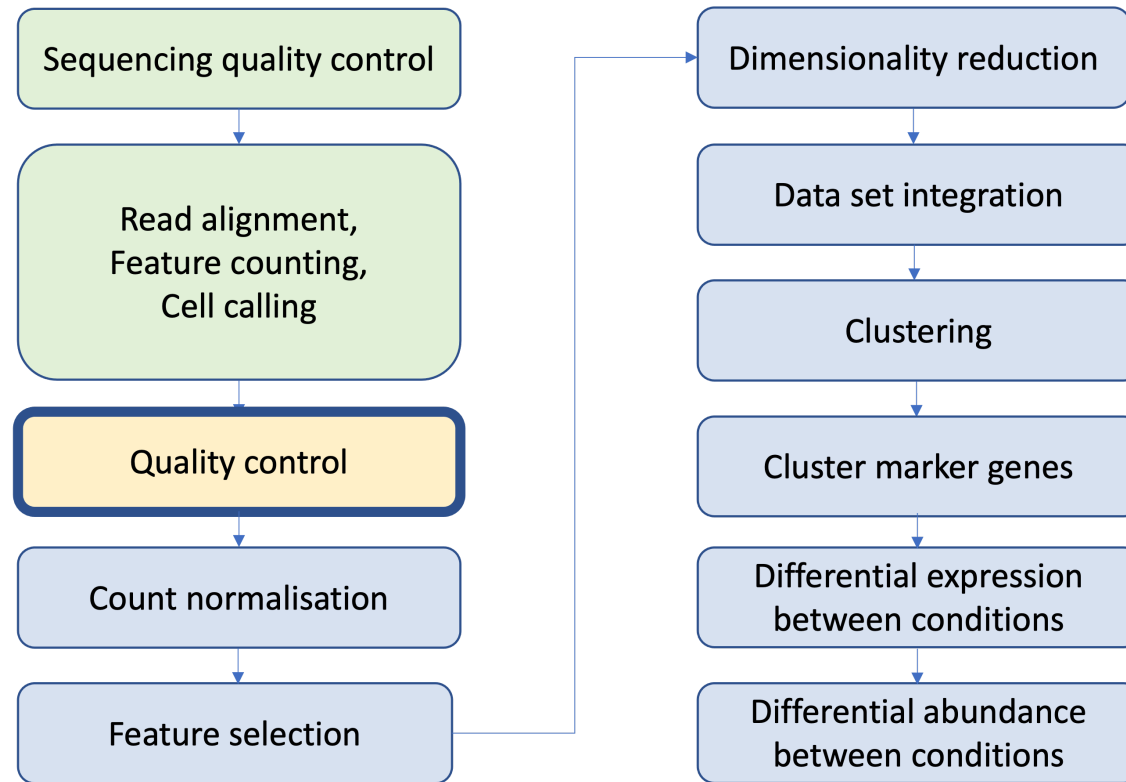 Sequencing quality control
Read alignment,
Feature counting,
Cell calling
Quality control
Count normalisation
Feature selection
Dimensionality reduction
Data set integration
Clustering
Cluster marker genes
Differential expression
between conditions
Differential abundance
between conditions